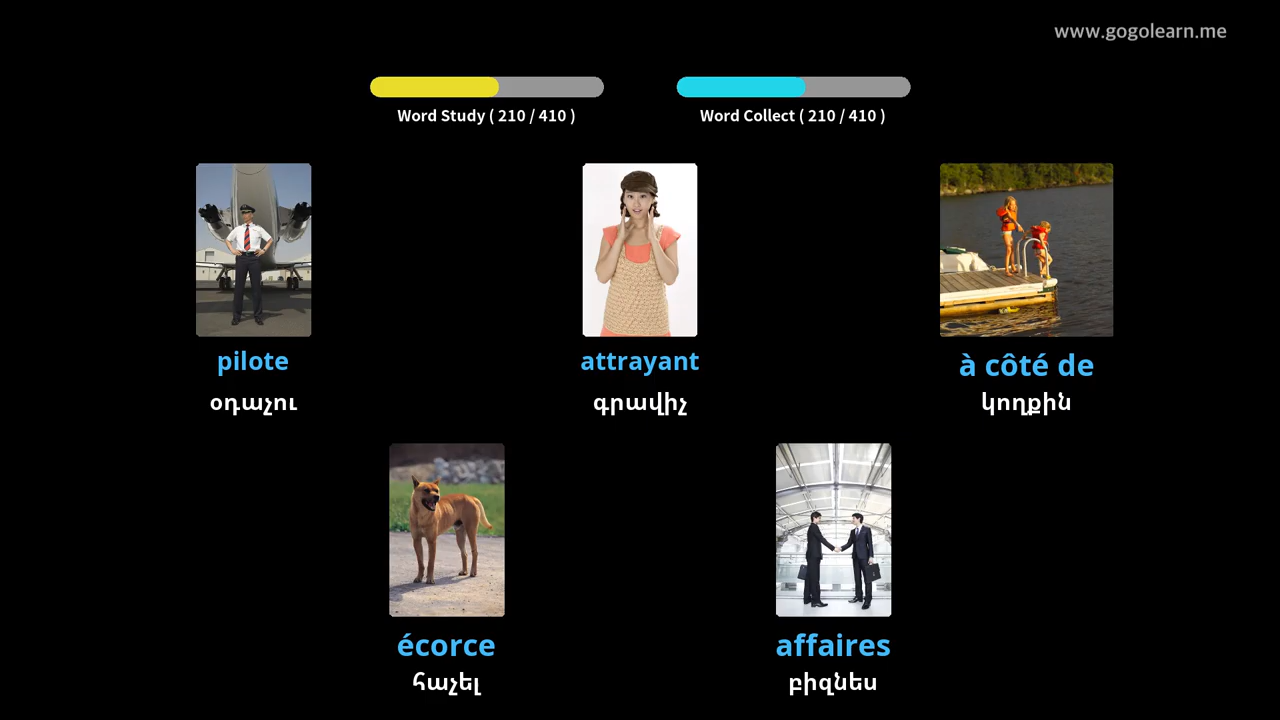 www.gogolearn.me
Word Study ( 210 / 410 )
Word Collect ( 210 / 410 )
pilote
օդաչու
attrayant
գրավիչ
à côté de
կողքին
écorce
հաչել
affaires
բիզնես